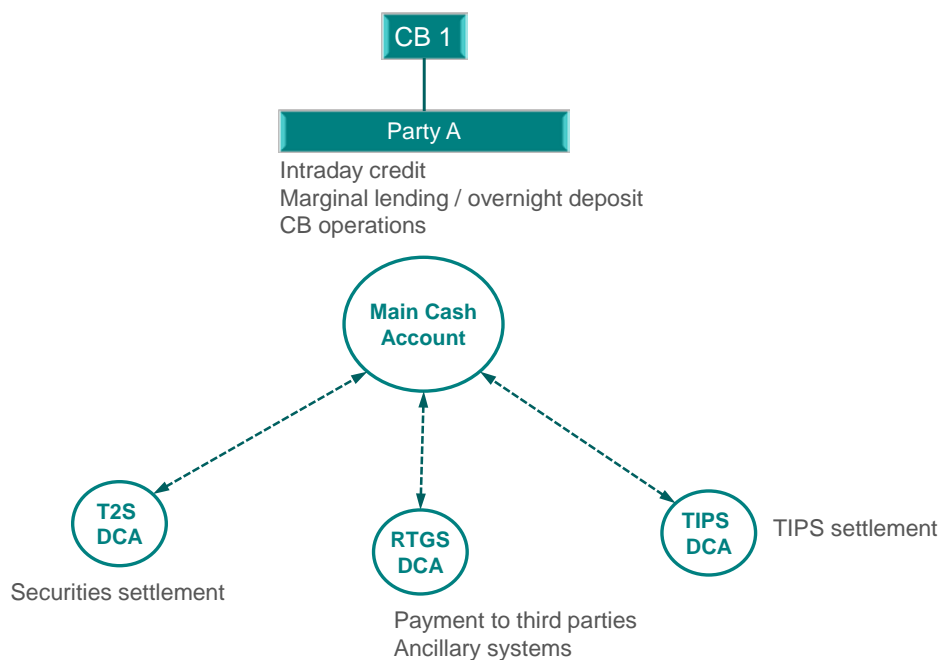 CB 1
Party A
Intraday credit
Marginal lending / overnight deposit
CB operations
Main Cash
Account
T2S
DCA
Securities settlement
RTGS
DCA
Payment to third parties
Ancillary systems
TIPS
DCA
TIPS settlement